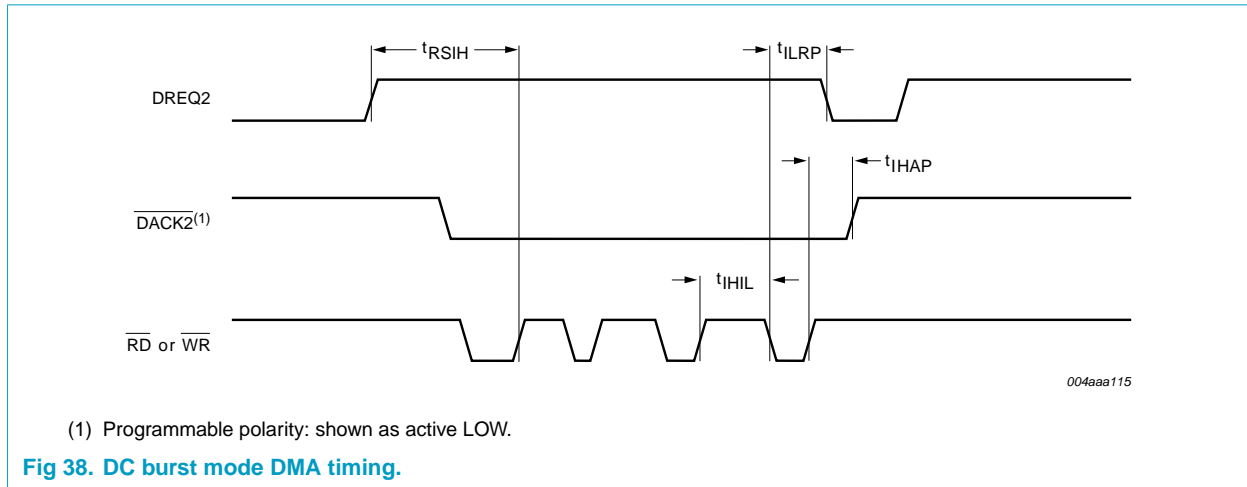 tRSIH
tILRP
DREQ2
tIHAP
DACK2(1)
tIHIL
RD or WR
004aaa115
(1) Programmable polarity: shown as active LOW.
Fig 38. DC burst mode DMA timing.